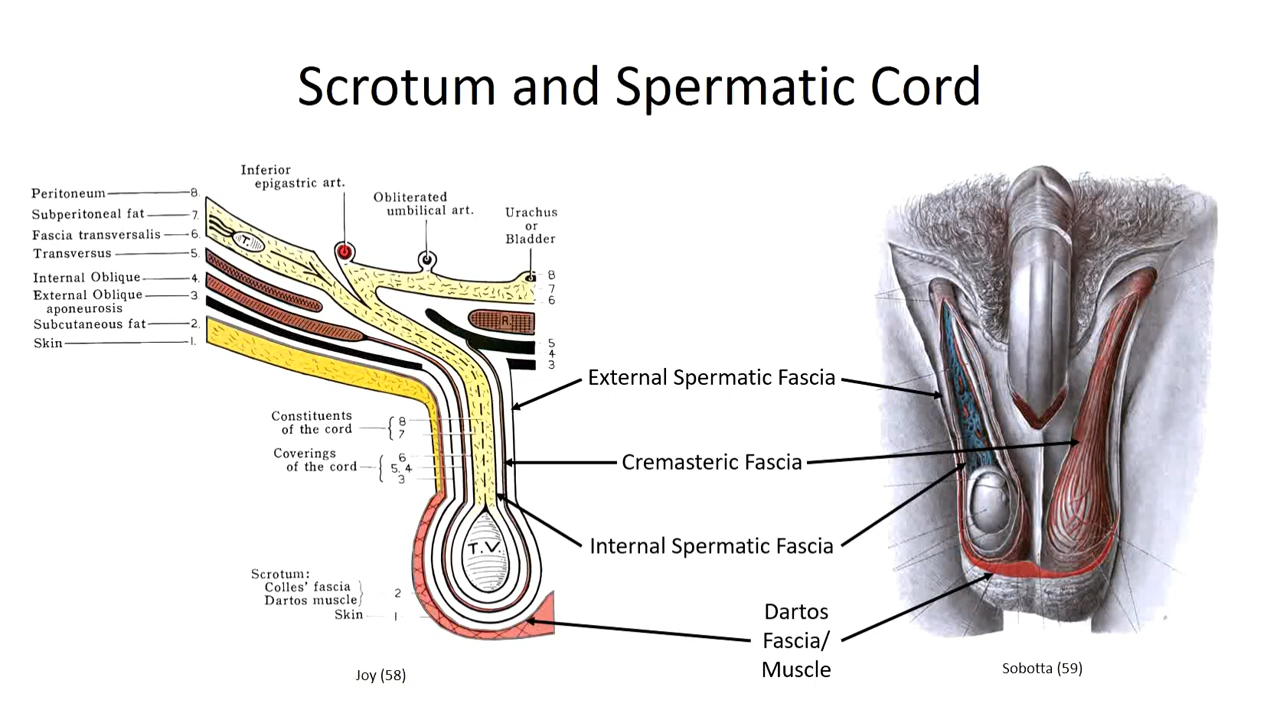 Scrotum and Spermatic Cord
Inferior
epigastric art.
Obliterated
umbilical art.
Urachus
or
Bladder
Peritoneum 8.
Subperitoneal fat 7.
Fascia transversalis 6.
Transversus 5.
Internal Oblique 4.
External Oblique 3
aponeurosis
Subcutaneous fat 2.
Skin 1.
T.
8
7
6
R.
5
4
3
External Spermatic Fascia
Constituents
of the cord
8
7
Coverings
of the cord
6
5,4
3
Cremasteric Fascia
T.V.
Internal Spermatic Fascia
Scrotum:
Colles' fascia
Dartos muscle
2
Skin 1
Dartos
Fascia/
Muscle
Joy (58)
Sobotta (59)